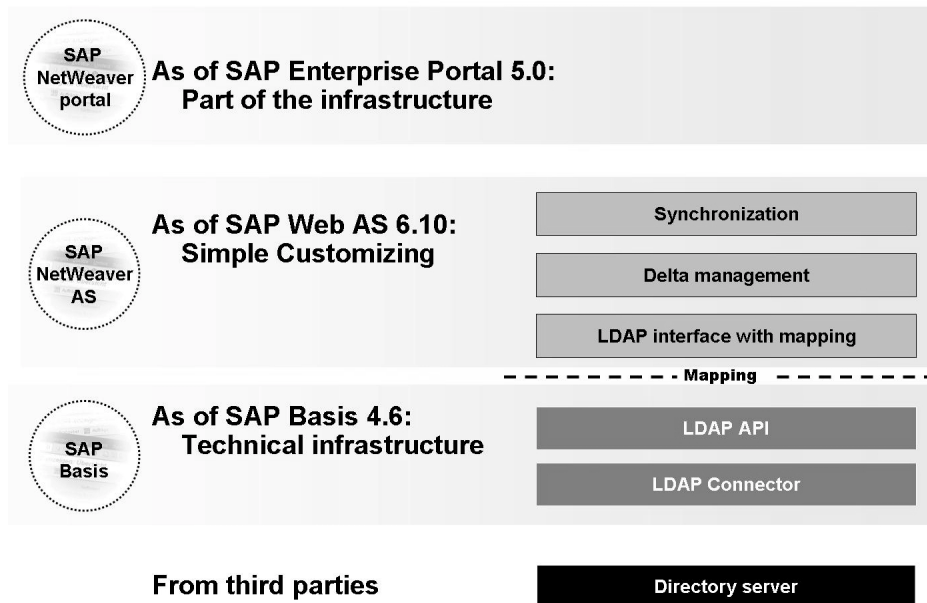 SAP
NetWeaver
portal
As of SAP Enterprise Portal 5.0:
Part of the infrastructure
SAP
NetWeaver
AS
As of SAP Web AS 6.10:
Simple Customizing
Synchronization
Delta management
LDAP interface with mapping
Mapping
SAP
Basis
As of SAP Basis 4.6:
Technical infrastructure
LDAP API
LDAP Connector
From third parties
Directory server